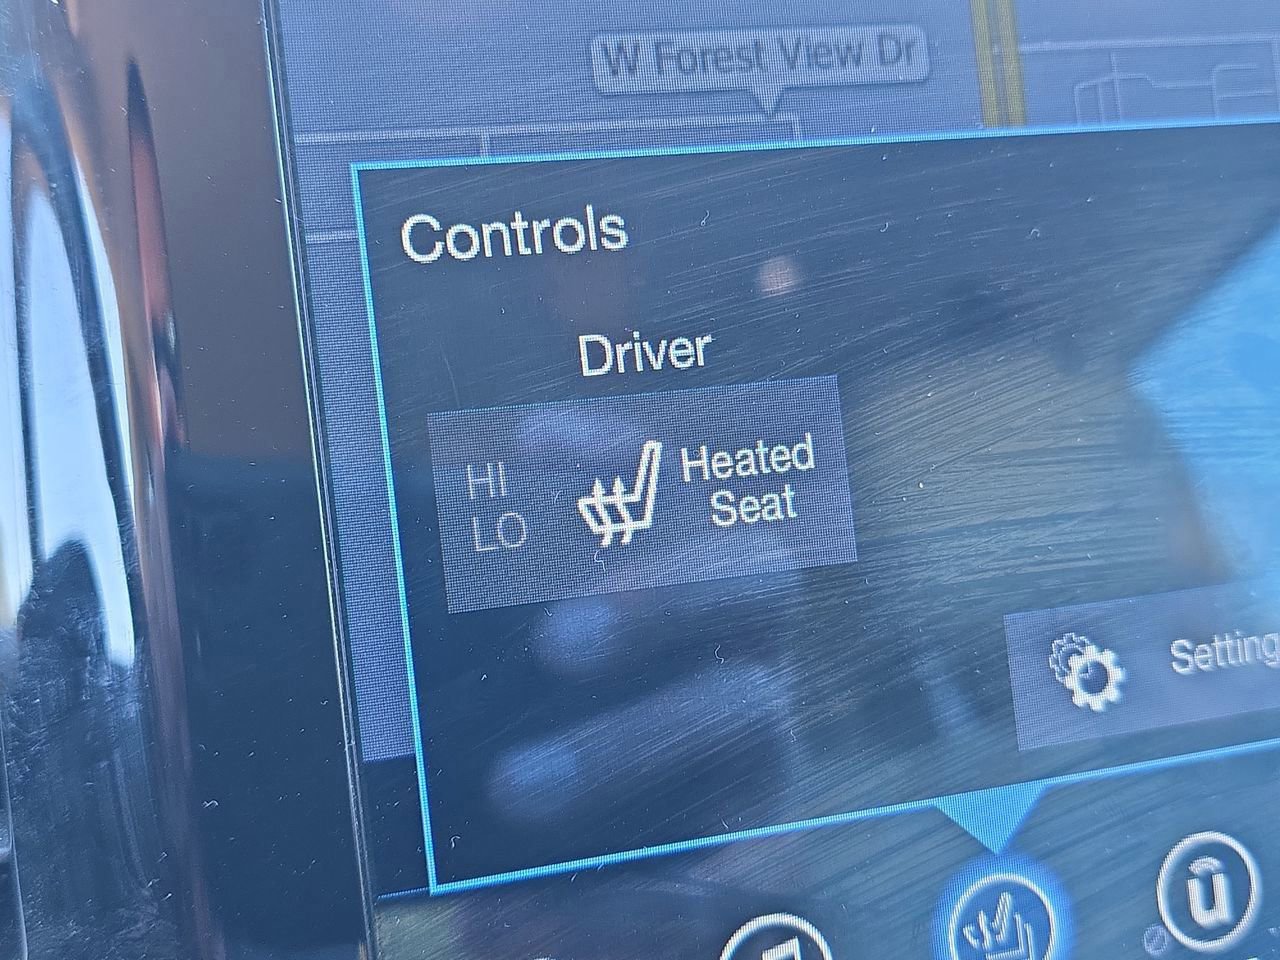 W Forest View Dr
Controls
Driver
HI
LO
Heated
Seat
Setting